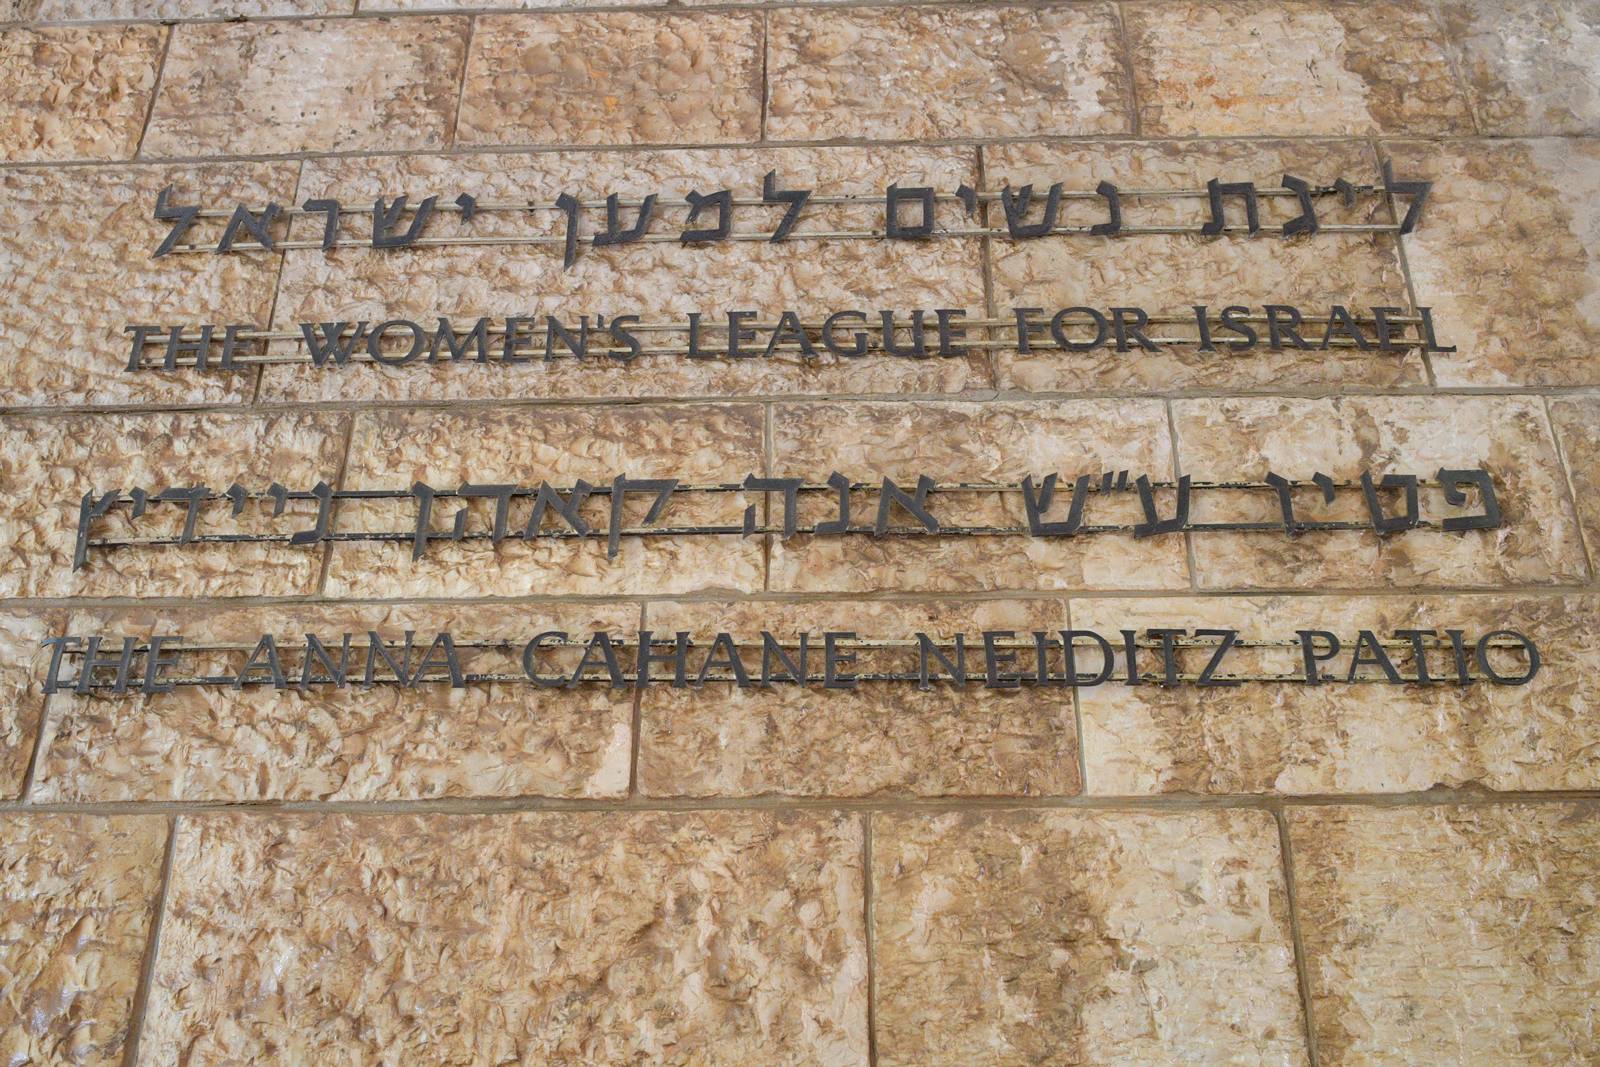 ליגת נשים למען ישראל
THE WOMEN'S LEAGUE FOR ISRAEL
פטיו ע"ש אנה קאהן ניידיץ
THE ANNA CAHANE NEIDITZ PATIO